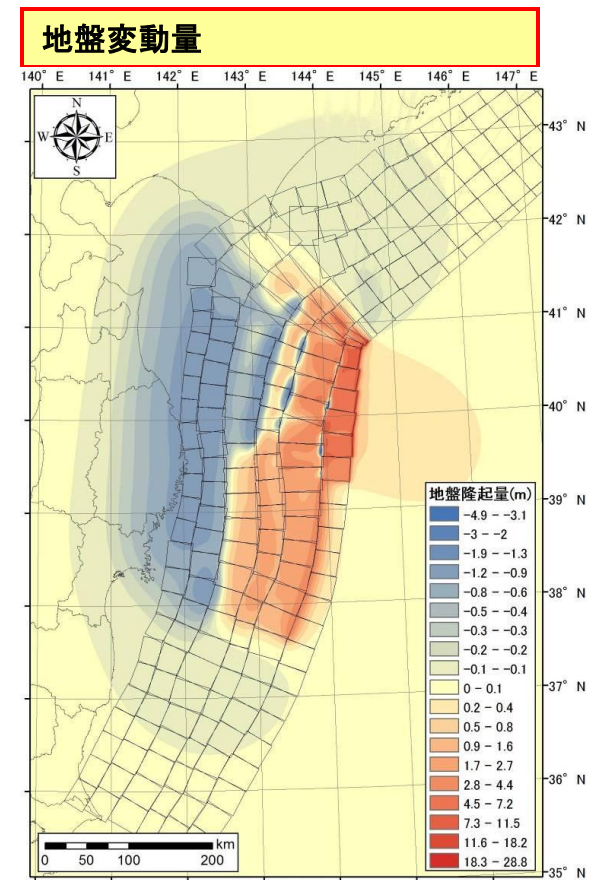 地盤変動量
140° E 141° E 142° E 143° E 144° E 145° E 146° E 147° E
N
W E
S
43° N
42° N
41° N
40° N
39° N
38° N
37° N
36° N
35° N
地盤隆起量(m)
-4.9 - -3.1
-3 - -2
-1.9 - -1.3
-1.2 - -0.9
-0.8 - -0.6
-0.5 - -0.4
-0.3 - -0.3
-0.2 - -0.2
-0.1 - -0.1
0 - 0.1
0.2 - 0.4
0.5 - 0.8
0.9 - 1.6
1.7 - 2.7
2.8 - 4.4
4.5 - 7.2
7.3 - 11.5
11.6 - 18.2
18.3 - 28.8
km
0 50 100 200